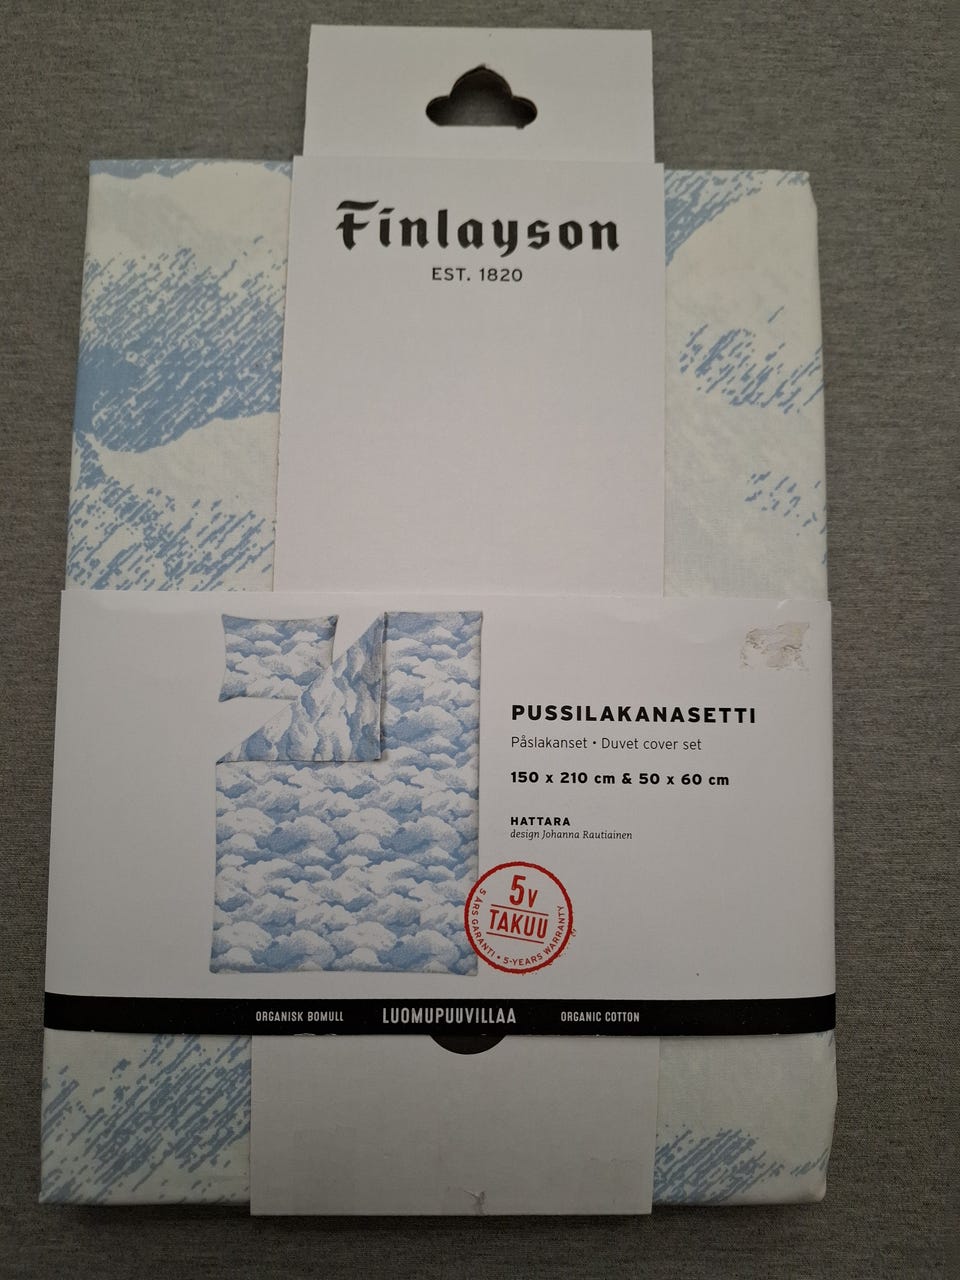 Finlayson
EST. 1820
PUSSILAKANASETTI
Påslakanset • Duvet cover set
150 x 210 cm & 50 x 60 cm
HATTARA
design Johanna Rautiainen
5v
TAKUU
5 ÅRS GARANTI • 5-YEARS WARRANTY
ORGANISK BOMULL LUOMUPUUVILLAA ORGANIC COTTON